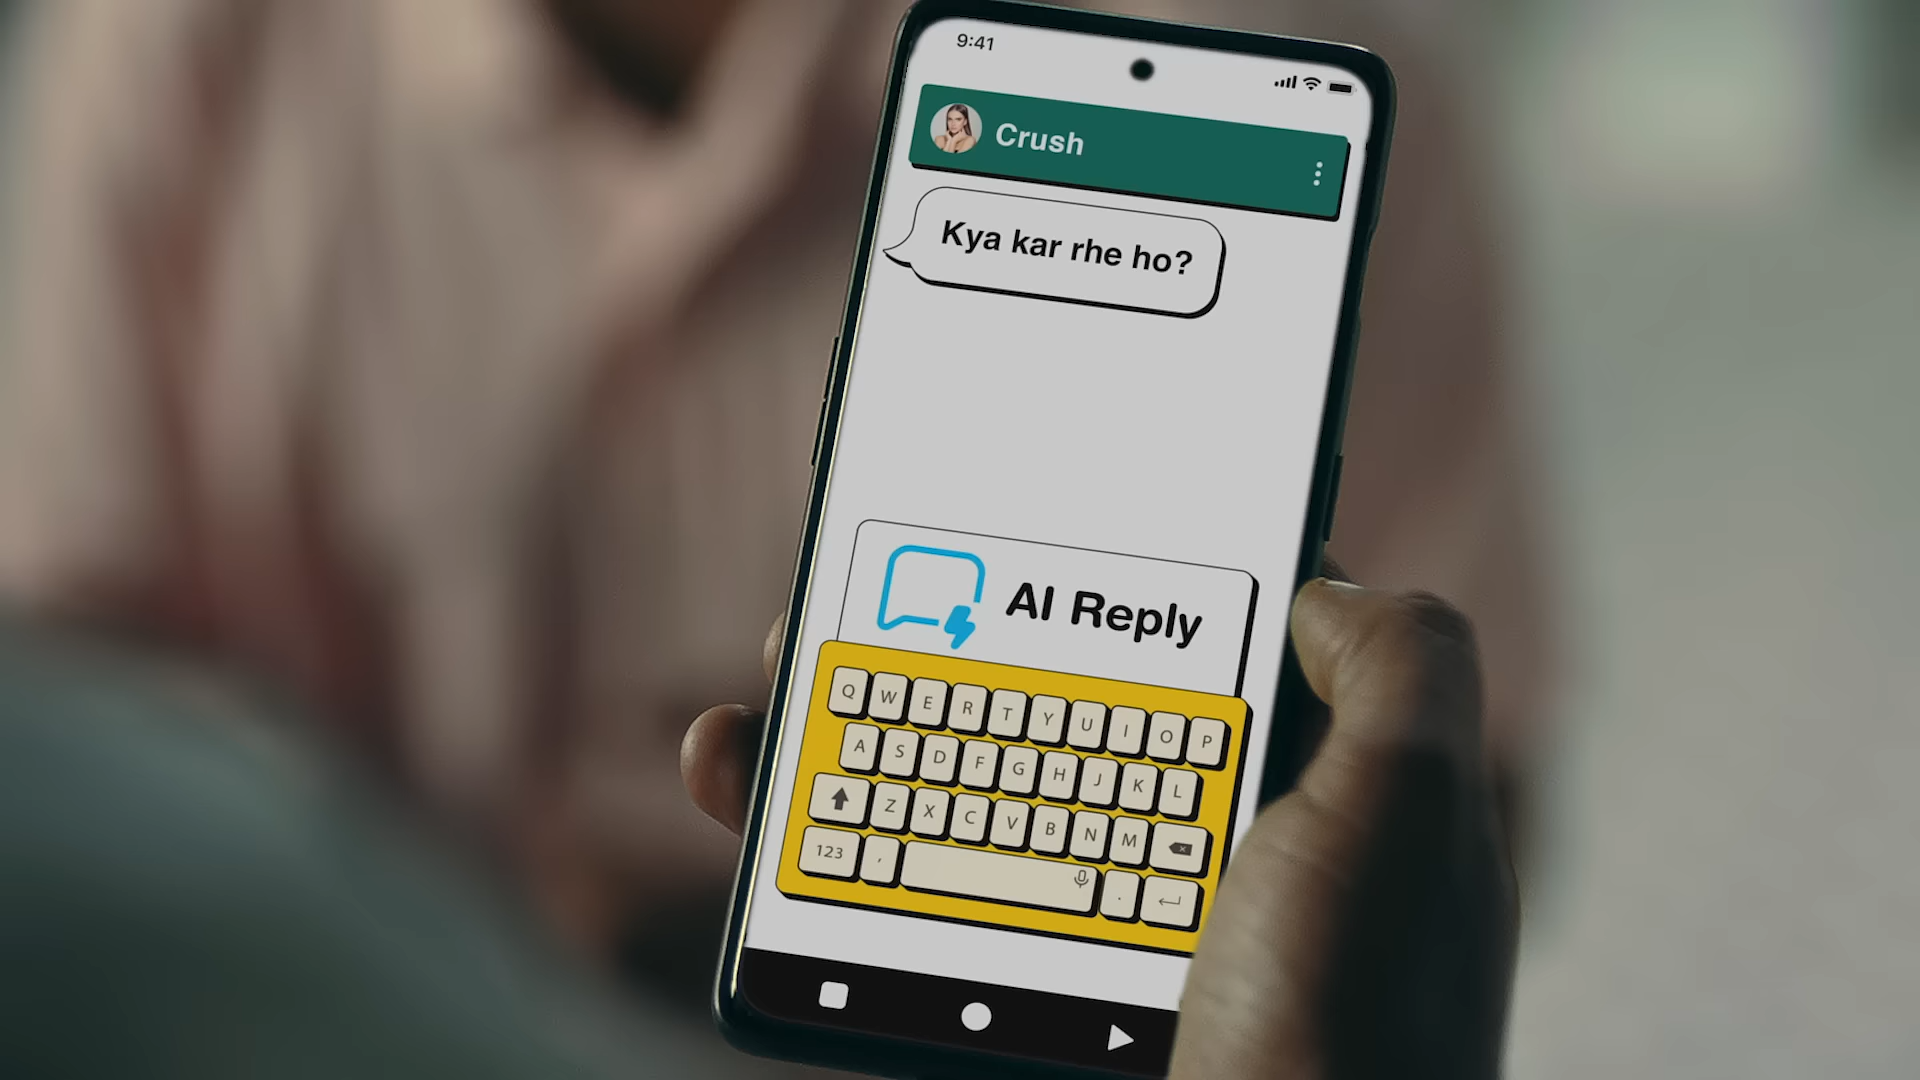 9:41
Crush
Kya kar rhe ho?
AI Reply
Q W E R T Y U I O P
A S D F G H J K L
Z X C V B N M
123 , .